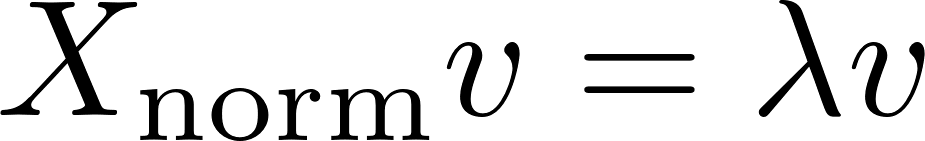 X_norm v = λv